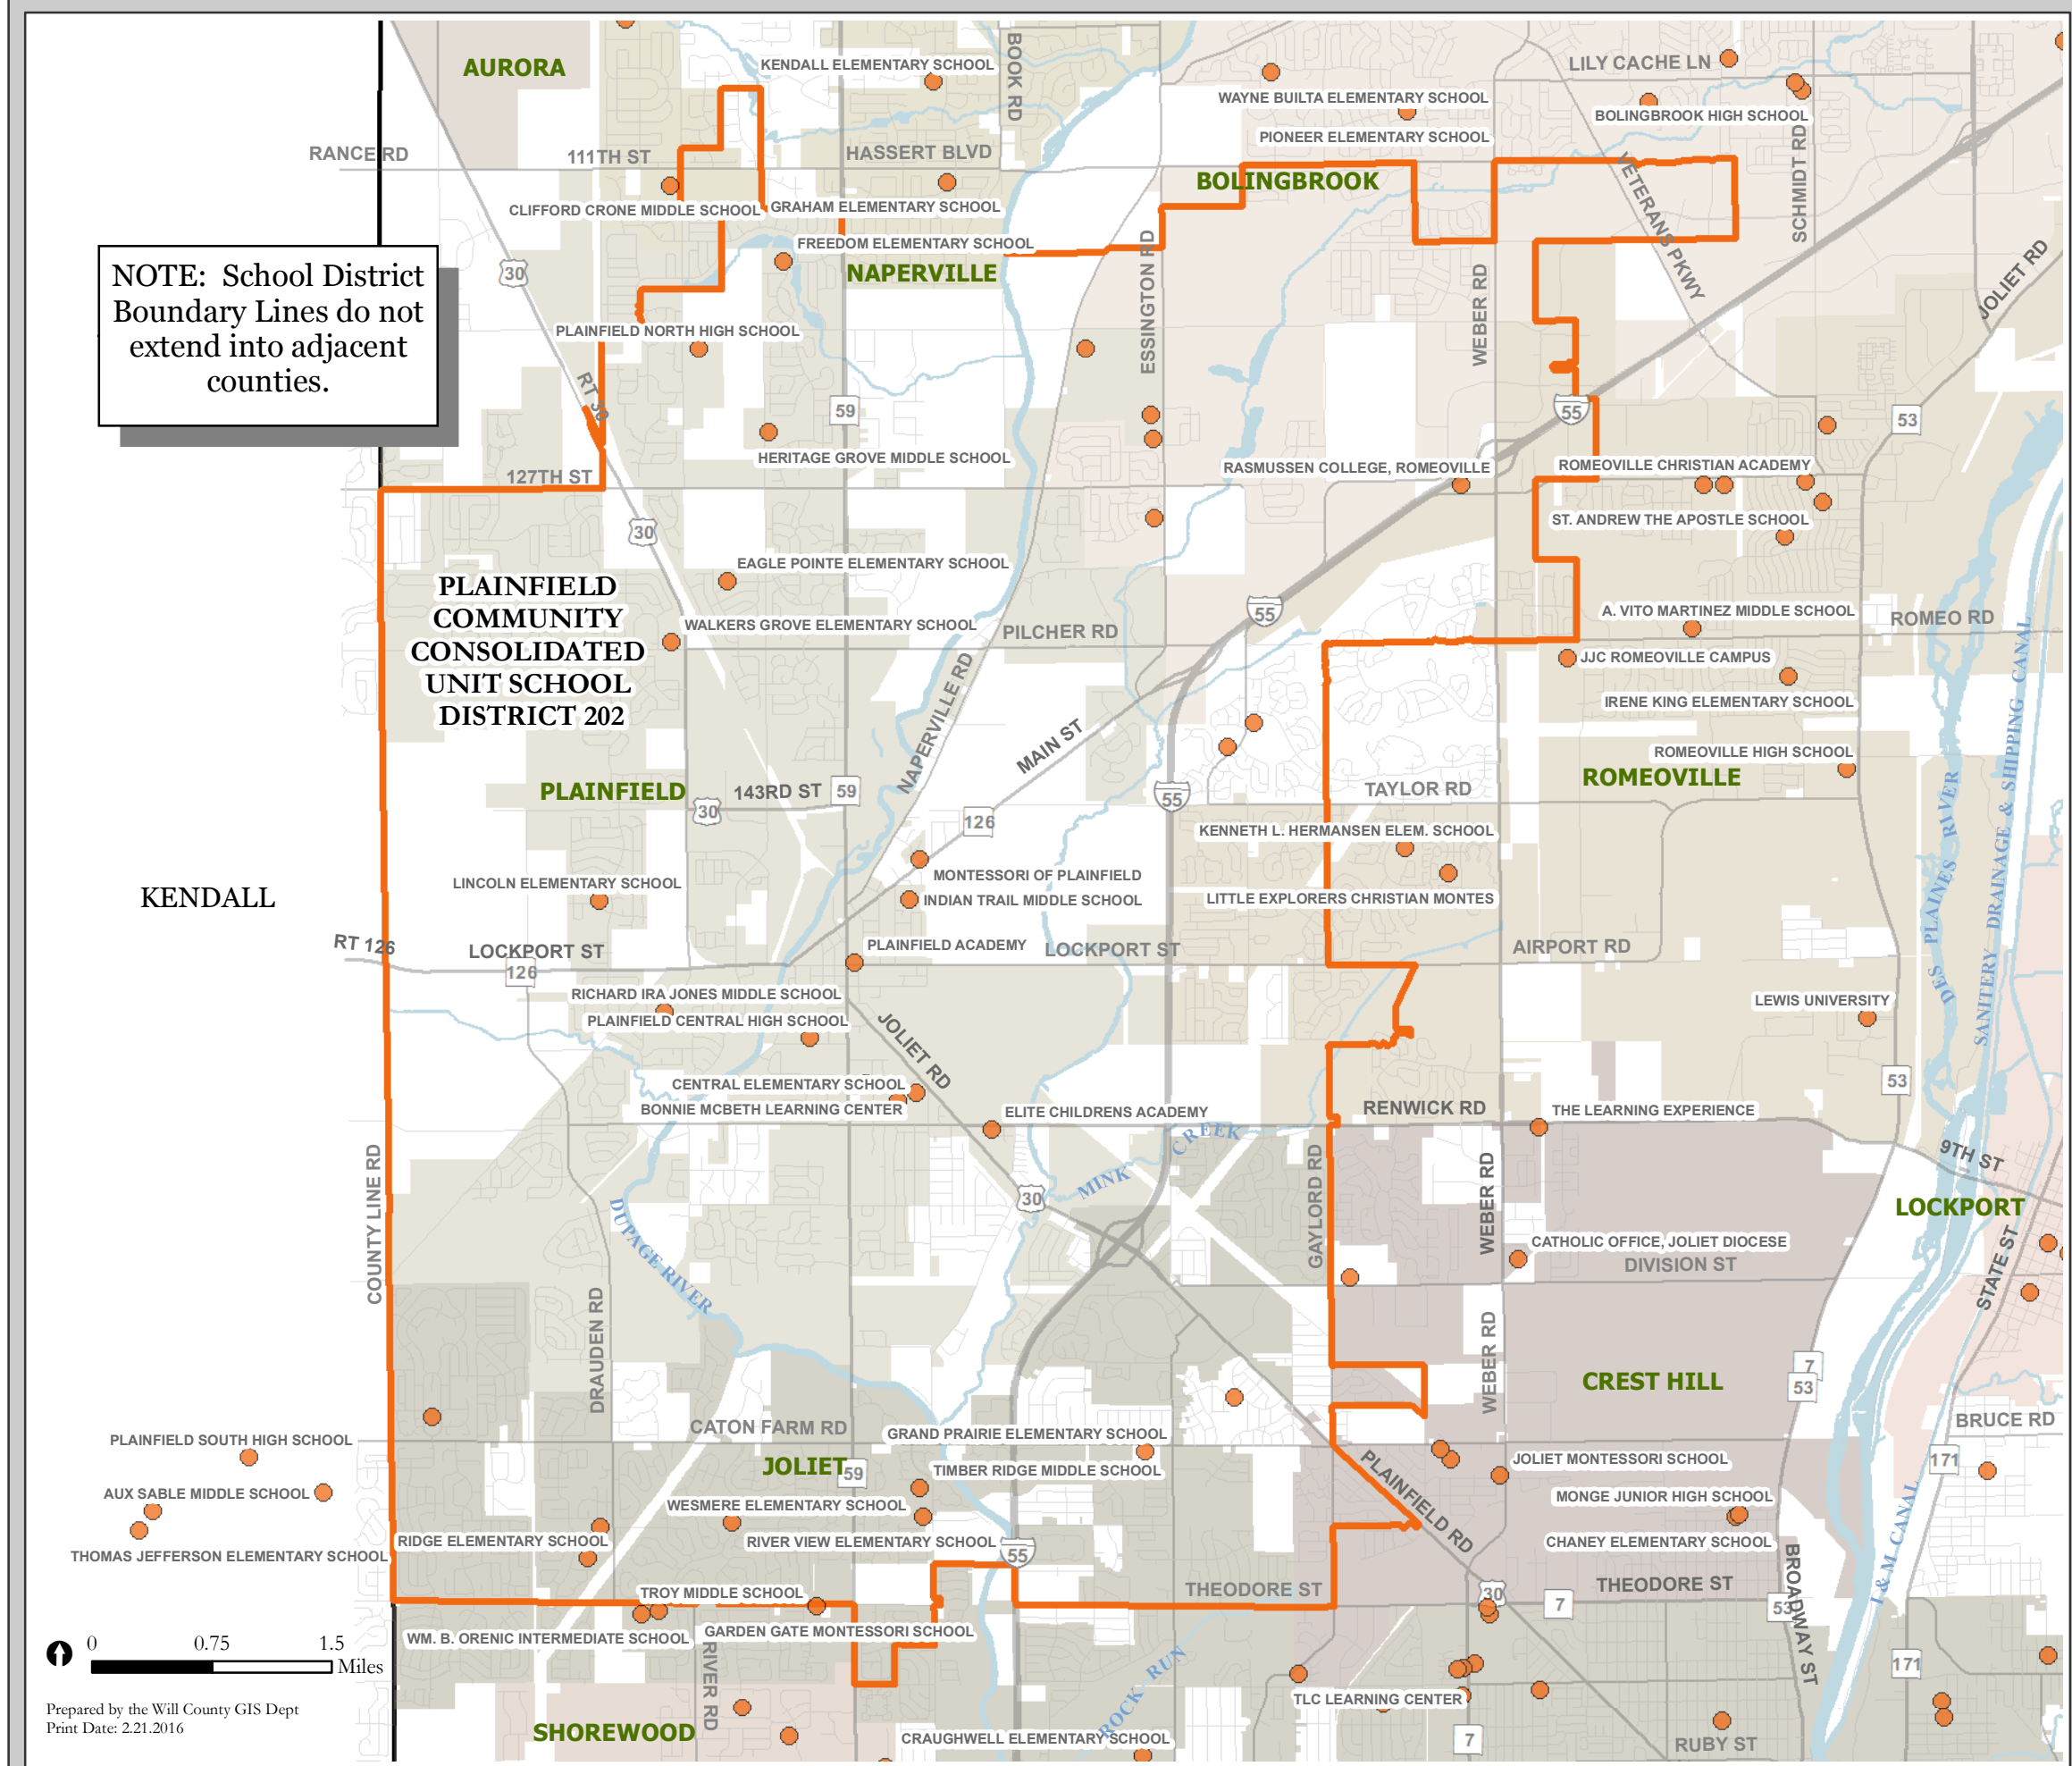 AURORA
KENDALL ELEMENTARY SCHOOL
BOOK RD
LILY CACHE LN
WAYNE BUILTA ELEMENTARY SCHOOL
BOLINGBROOK HIGH SCHOOL
PIONEER ELEMENTARY SCHOOL
RANCE RD
111TH ST
HASSERT BLVD
VETERANS PKWY
SCHMIDT RD
BOLINGBROOK
CLIFFORD CRONE MIDDLE SCHOOL
GRAHAM ELEMENTARY SCHOOL
FREEDOM ELEMENTARY SCHOOL
NAPERVILLE
ESSINGTON RD
WEBER RD
JOLIET RD
NOTE: School District
Boundary Lines do not
extend into adjacent
counties.
30
PLAINFIELD NORTH HIGH SCHOOL
RT 30
59
55
53
HERITAGE GROVE MIDDLE SCHOOL
RASMUSSEN COLLEGE, ROMEOVILLE
ROMEOVILLE CHRISTIAN ACADEMY
127TH ST
30
ST. ANDREW THE APOSTLE SCHOOL
EAGLE POINTE ELEMENTARY SCHOOL
PLAINFIELD
COMMUNITY
CONSOLIDATED
UNIT SCHOOL
DISTRICT 202
55
A. VITO MARTINEZ MIDDLE SCHOOL
ROMEO RD
WALKERS GROVE ELEMENTARY SCHOOL
PILCHER RD
JJC ROMEOVILLE CAMPUS
IRENE KING ELEMENTARY SCHOOL
NAPERVILLE RD
MAIN ST
ROMEOVILLE HIGH SCHOOL
ROMEOVILLE
PLAINFIELD
143RD ST
59
30
55
TAYLOR RD
126
KENNETH L. HERMANSEN ELEM. SCHOOL
DES PLAINES RIVER
SANITERY DRAINAGE & SHIPPING CANAL
LINCOLN ELEMENTARY SCHOOL
MONTESSORI OF PLAINFIELD
INDIAN TRAIL MIDDLE SCHOOL
LITTLE EXPLORERS CHRISTIAN MONTES
KENDALL
RT 126
LOCKPORT ST
126
PLAINFIELD ACADEMY
LOCKPORT ST
AIRPORT RD
RICHARD IRA JONES MIDDLE SCHOOL
LEWIS UNIVERSITY
PLAINFIELD CENTRAL HIGH SCHOOL
JOLIET RD
53
CENTRAL ELEMENTARY SCHOOL
BONNIE MCBETH LEARNING CENTER
ELITE CHILDRENS ACADEMY
RENWICK RD
THE LEARNING EXPERIENCE
MINK CREEK
9TH ST
COUNTY LINE RD
DUPAGE RIVER
30
GAYLORD RD
WEBER RD
LOCKPORT
CATHOLIC OFFICE, JOLIET DIOCESE
DIVISION ST
STATE ST
DRAUDEN RD
WEBER RD
7
53
CREST HILL
BRUCE RD
CATON FARM RD
GRAND PRAIRIE ELEMENTARY SCHOOL
PLAINFIELD SOUTH HIGH SCHOOL
JOLIET
59
TIMBER RIDGE MIDDLE SCHOOL
PLAINFIELD RD
JOLIET MONTESSORI SCHOOL
171
AUX SABLE MIDDLE SCHOOL
WESMERE ELEMENTARY SCHOOL
MONGE JUNIOR HIGH SCHOOL
RIDGE ELEMENTARY SCHOOL
RIVER VIEW ELEMENTARY SCHOOL
CHANEY ELEMENTARY SCHOOL
THOMAS JEFFERSON ELEMENTARY SCHOOL
55
I & M CANAL
TROY MIDDLE SCHOOL
THEODORE ST
30
THEODORE ST
7
53
BROADWAY ST
WM. B. ORENIC INTERMEDIATE SCHOOL
GARDEN GATE MONTESSORI SCHOOL
0 0.75 1.5
Miles
RIVER RD
ROCK RUN
171
TLC LEARNING CENTER
Prepared by the Will County GIS Dept
Print Date: 2.21.2016
SHOREWOOD
CRAUGHWELL ELEMENTARY SCHOOL
7
RUBY ST